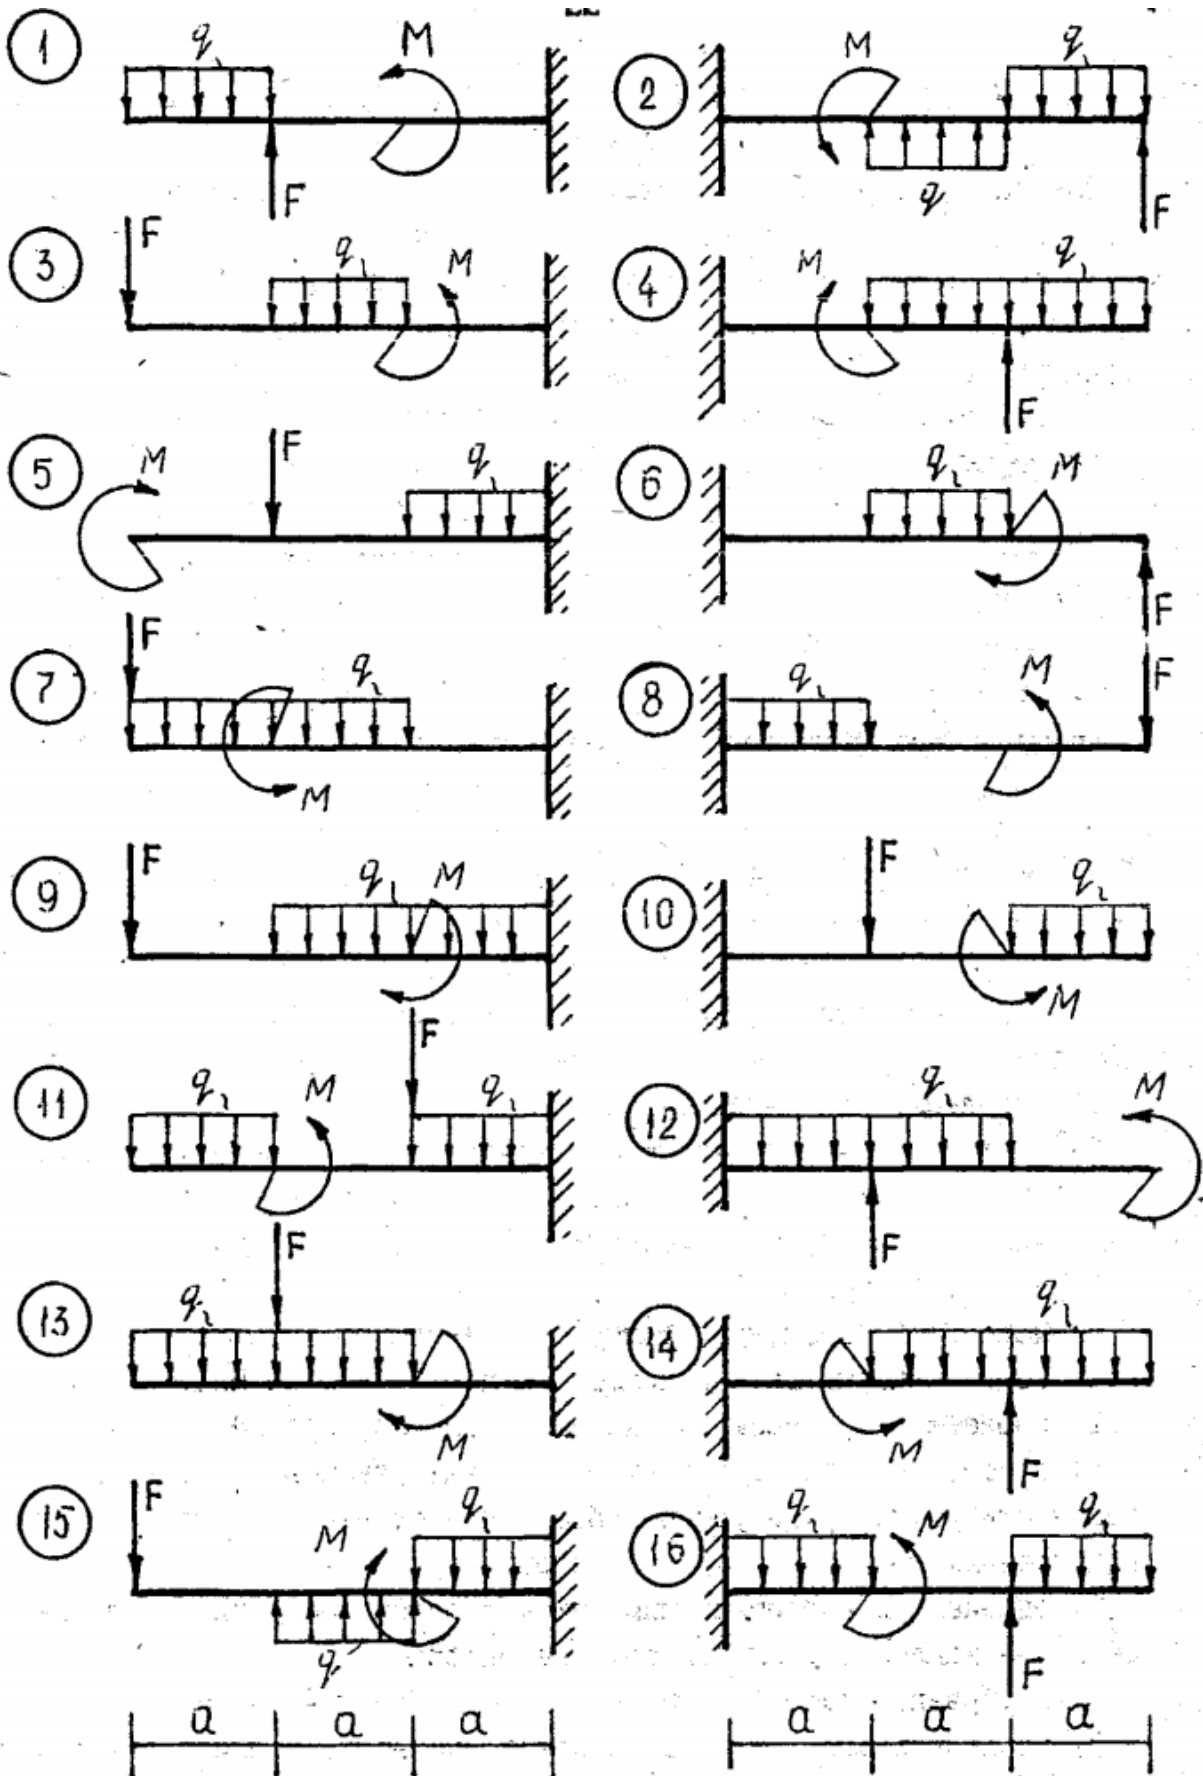 1 q M F
2 M q q F
3 F q M
4 M q F
5 M F q
6 q M F
7 F q M
8 q M F
9 F q M
10 F q M
11 q M F q
12 q M F
13 q F M
14 q M F
15 F M q q
16 q M q F
a a a a a a